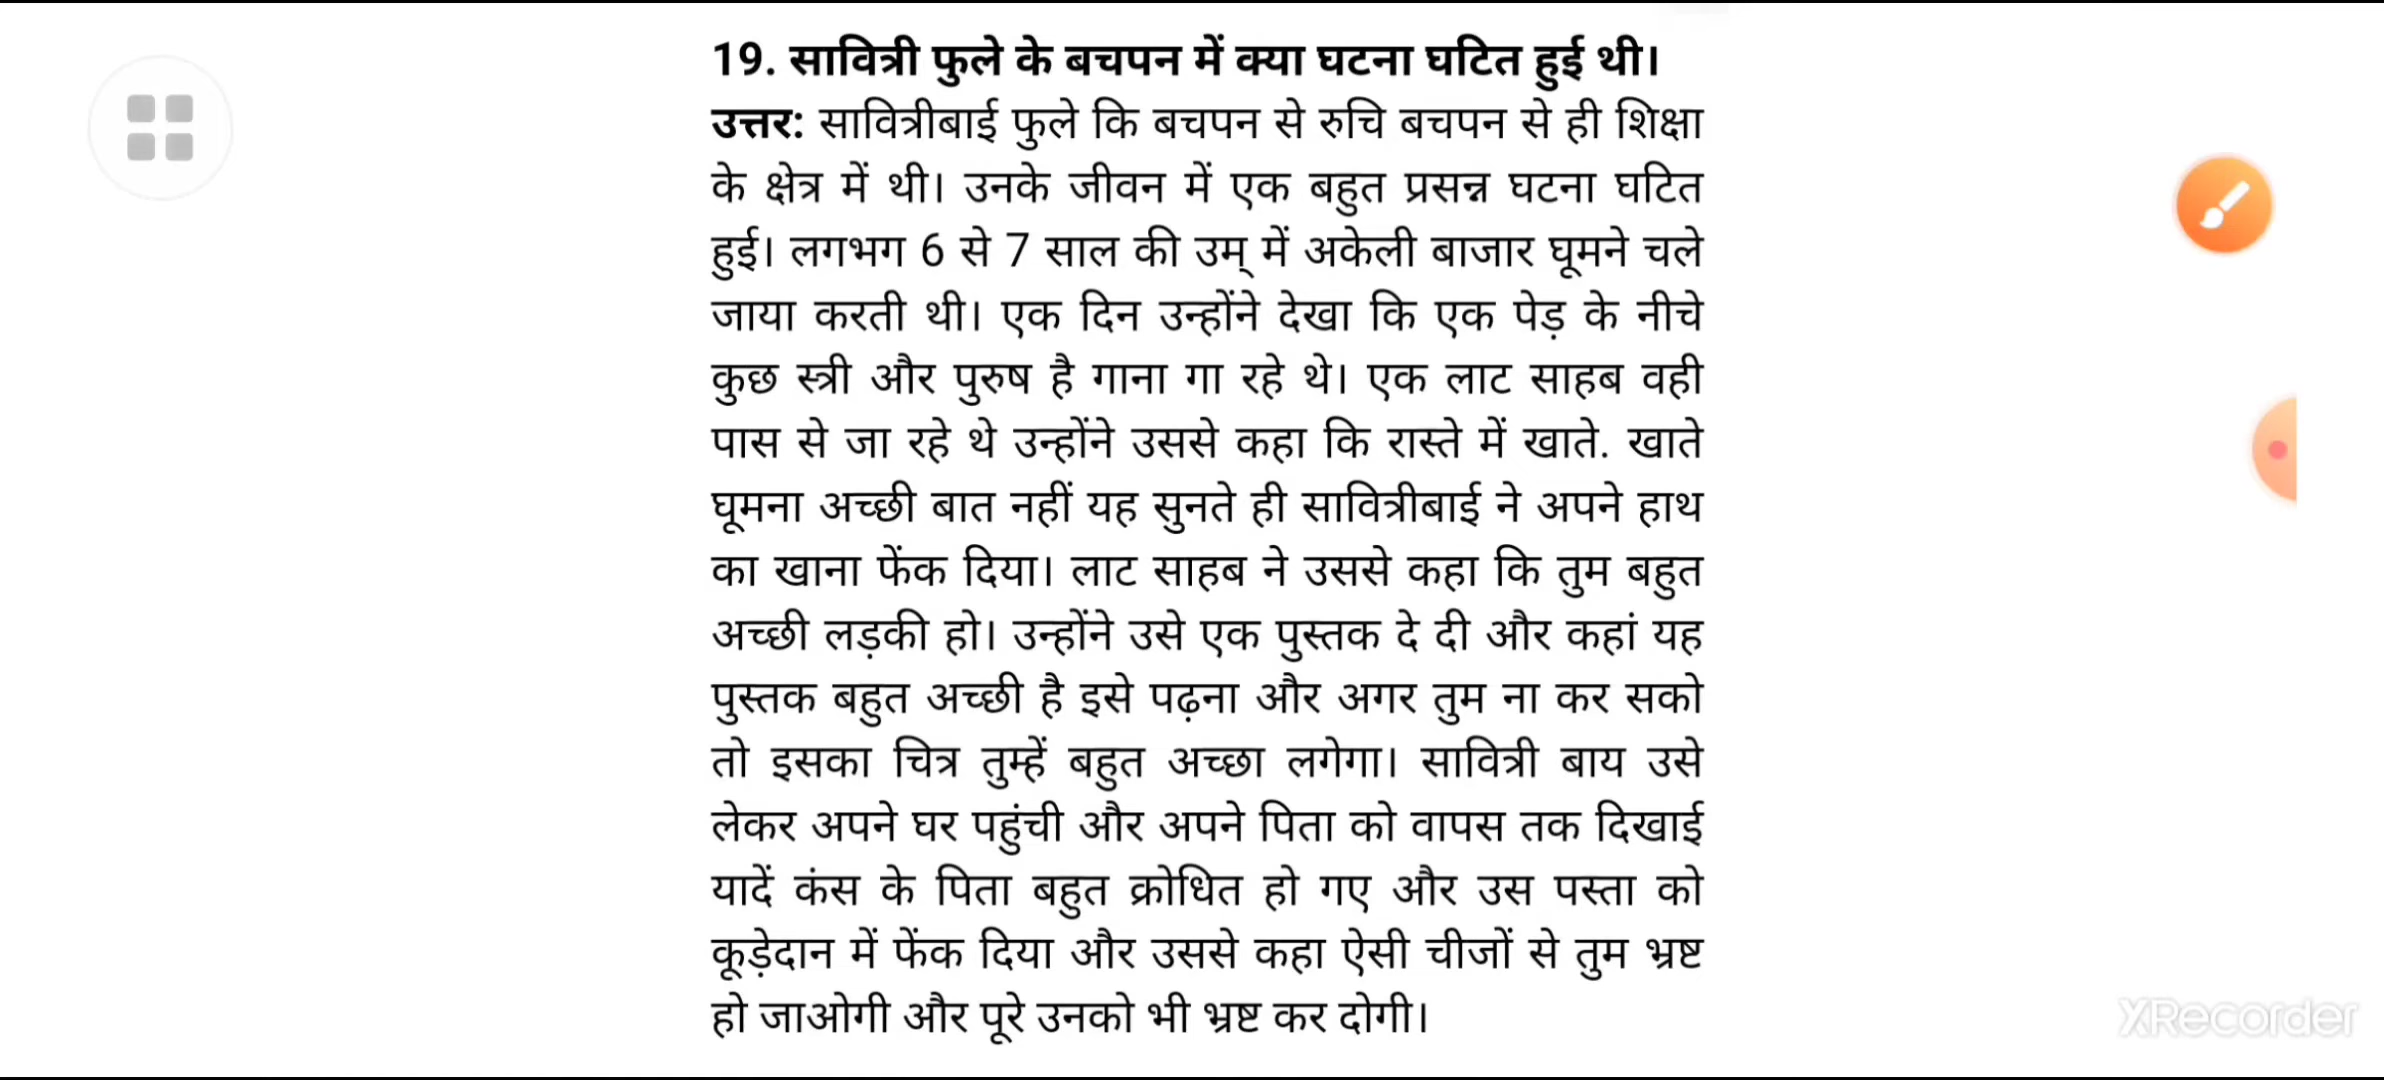 19. सावित्री फुले के बचपन में क्या घटना घटित हुई थी।
उत्तर: सावित्रीबाई फुले कि बचपन से रुचि बचपन से ही शिक्षा
के क्षेत्र में थी। उनके जीवन में एक बहुत प्रसन्न घटना घटित
हुई। लगभग 6 से 7 साल की उम् में अकेली बाजार घूमने चले
जाया करती थी। एक दिन उन्होंने देखा कि एक पेड़ के नीचे
कुछ स्त्री और पुरुष है गाना गा रहे थे। एक लाट साहब वही
पास से जा रहे थे उन्होंने उससे कहा कि रास्ते में खाते. खाते
घूमना अच्छी बात नहीं यह सुनते ही सावित्रीबाई ने अपने हाथ
का खाना फेंक दिया। लाट साहब ने उससे कहा कि तुम बहुत
अच्छी लड़की हो। उन्होंने उसे एक पुस्तक दे दी और कहां यह
पुस्तक बहुत अच्छी है इसे पढ़ना और अगर तुम ना कर सको
तो इसका चित्र तुम्हें बहुत अच्छा लगेगा। सावित्री बाय उसे
लेकर अपने घर पहुंची और अपने पिता को वापस तक दिखाई
यादें कंस के पिता बहुत क्रोधित हो गए और उस पस्ता को
कूड़ेदान में फेंक दिया और उससे कहा ऐसी चीजों से तुम भ्रष्ट
हो जाओगी और पूरे उनको भी भ्रष्ट कर दोगी।
XRecorder